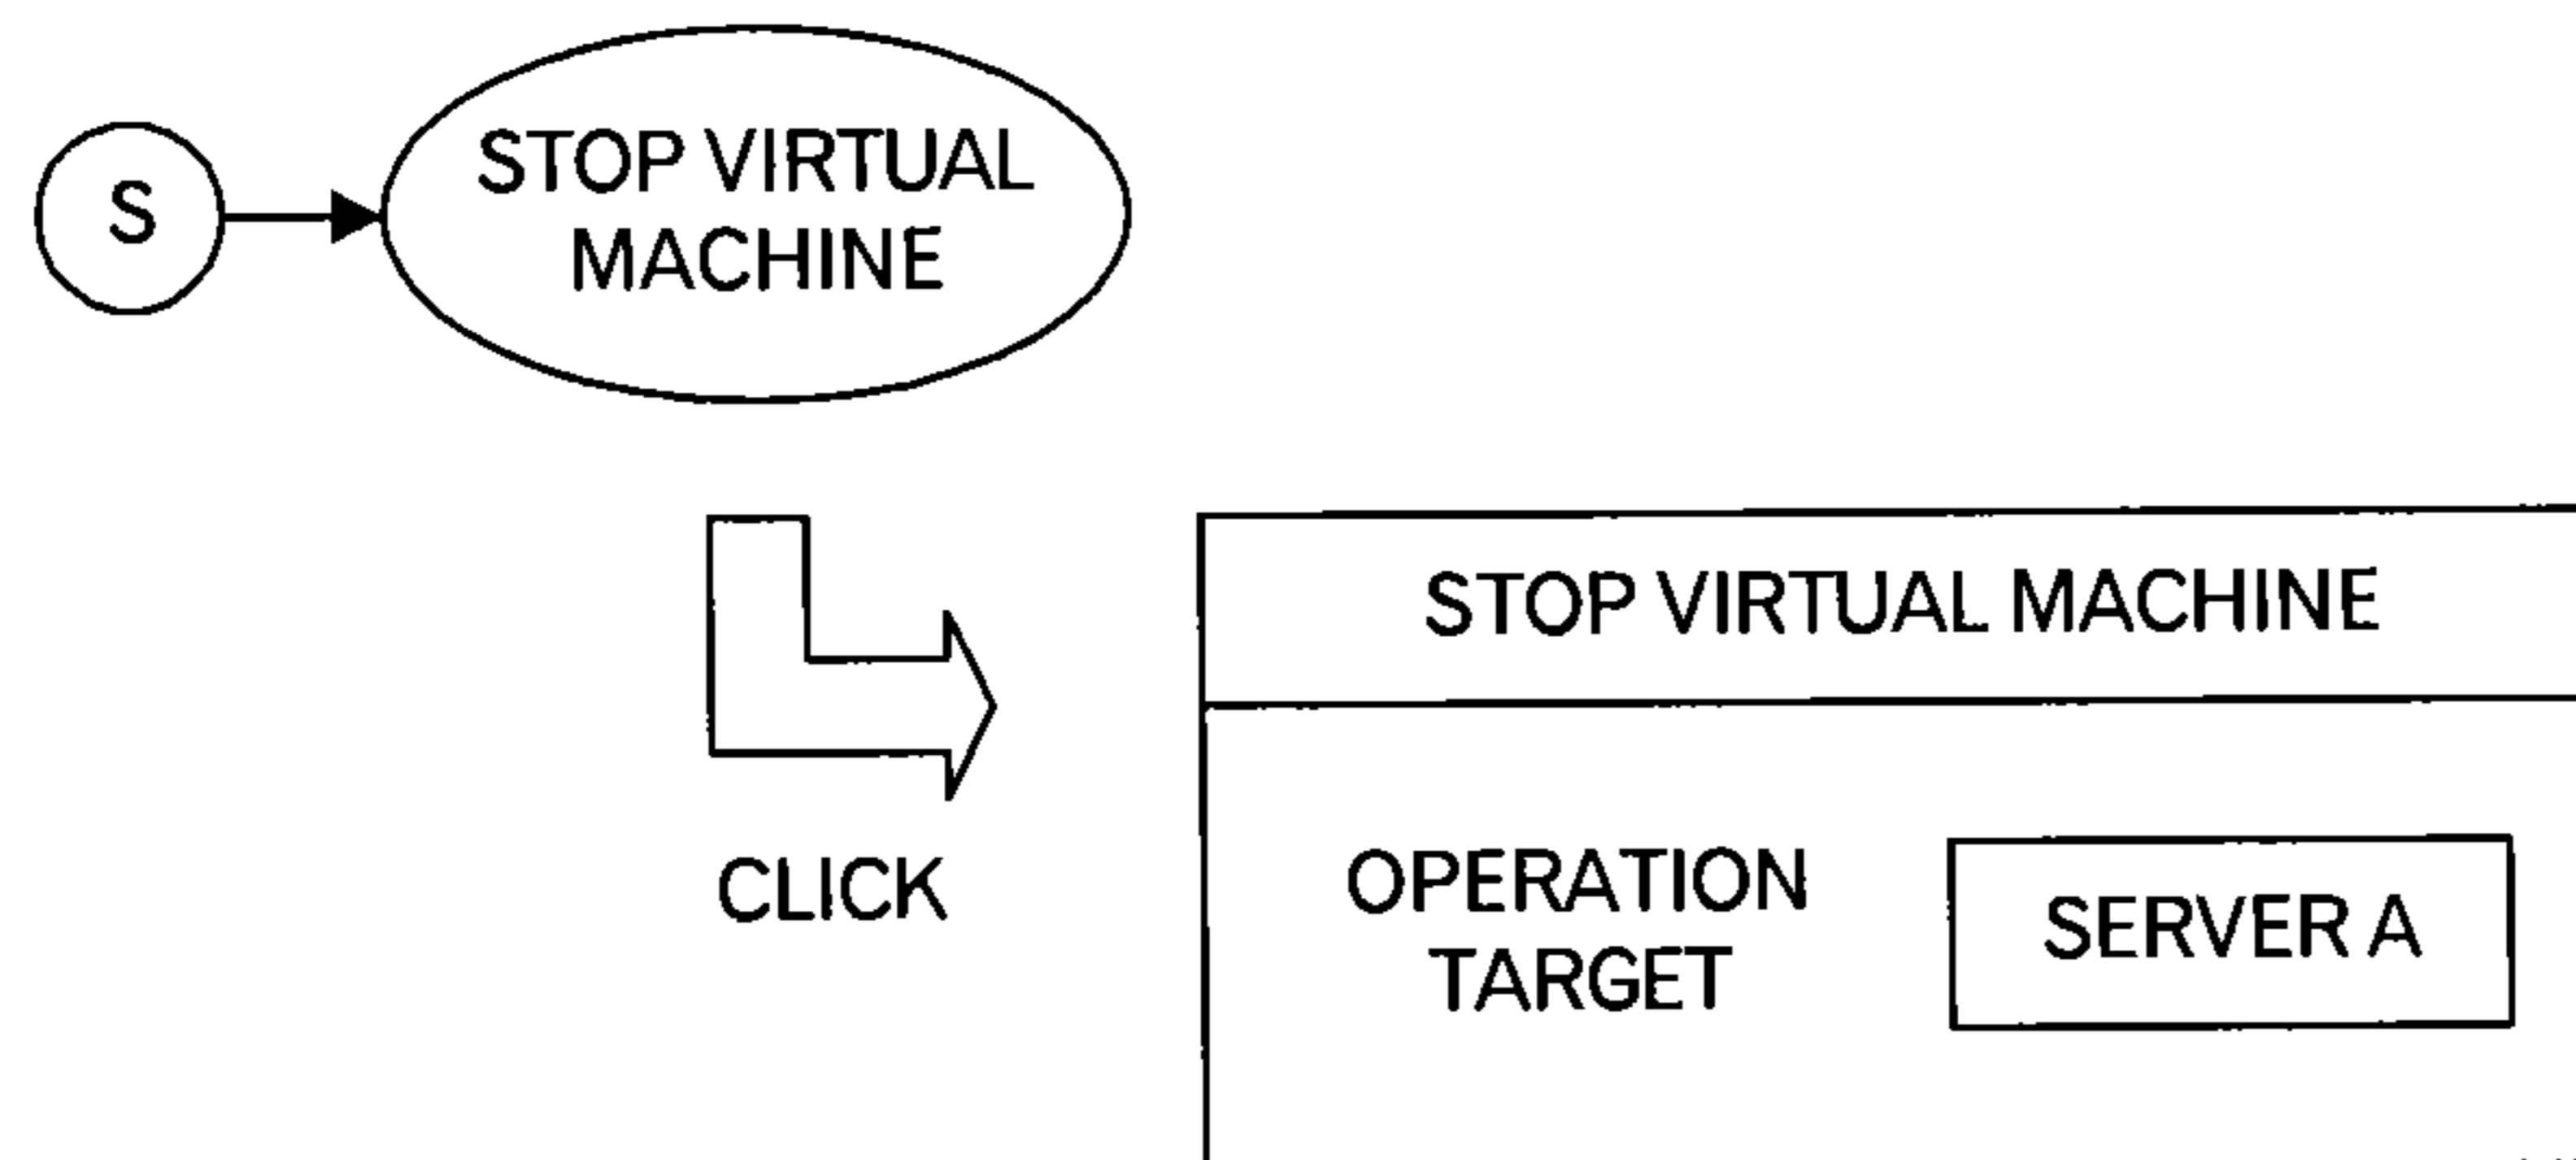 S
STOP VIRTUAL
MACHINE
STOP VIRTUAL MACHINE
CLICK
OPERATION
TARGET
SERVER A